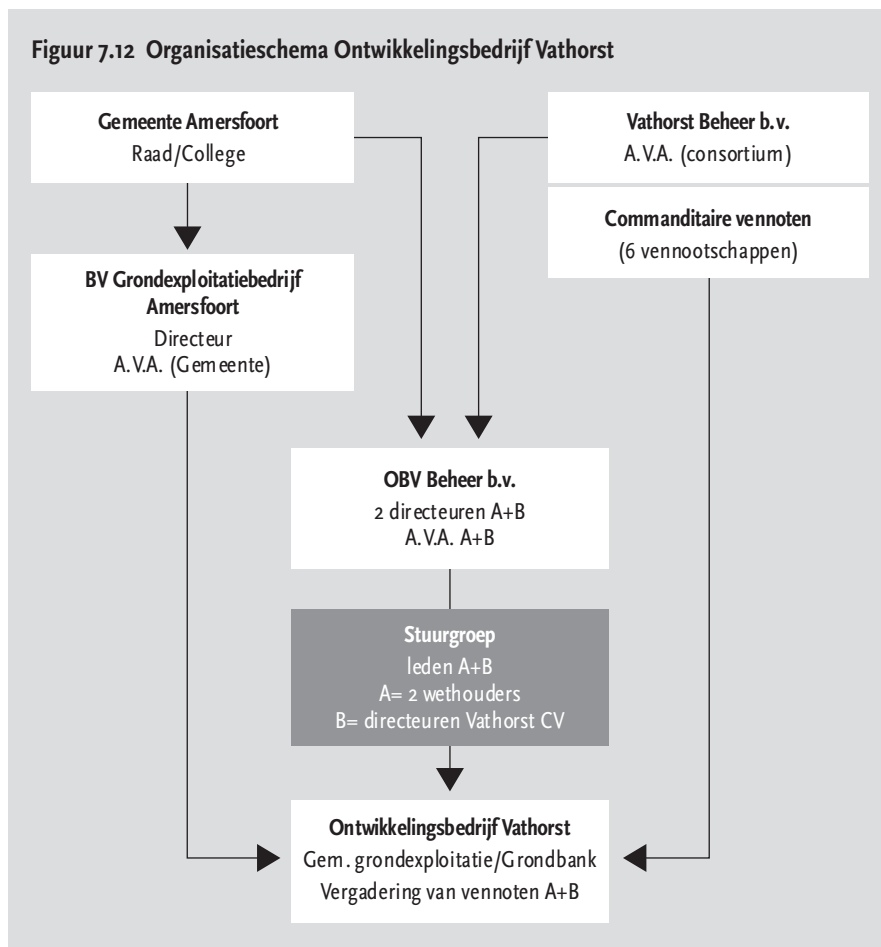 Figuur 7.12 Organisatieschema Ontwikkelingsbedrijf Vathorst
Gemeente Amersfoort
Raad/College
Vathorst Beheer b.v.
A.V.A. (consortium)
Commanditaire vennoten
(6 vennootschappen)
BV Grondexploitatiebedrijf
Amersfoort
Directeur
A.V.A. (Gemeente)
OBV Beheer b.v.
2 directeuren A+B
A.V.A. A+B
Stuurgroep
leden A+B
A= 2 wethouders
B= directeuren Vathorst CV
Ontwikkelingsbedrijf Vathorst
Gem. grondexploitatie/Grondbank
Vergadering van vennoten A+B